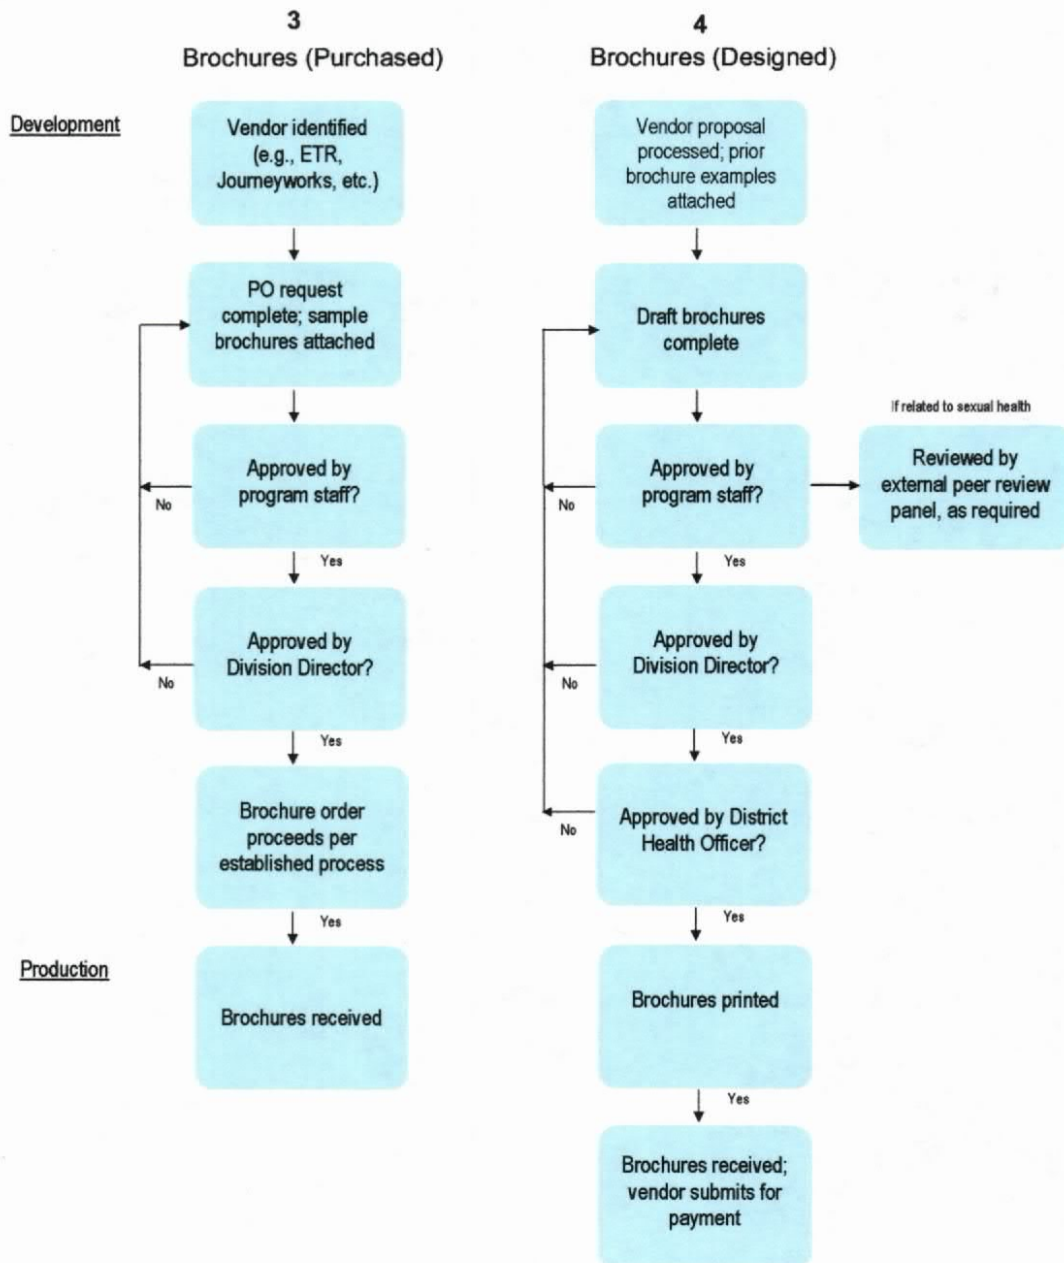 3
Brochures (Purchased)
Development
Vendor identified
(e.g., ETR,
Journeyworks, etc.)
PO request
complete; sample
brochures attached
Approved by
program staff?
No
Yes
Approved by
Division Director?
No
Yes
Brochure order
proceeds per
established process
Yes
Production
Brochures received
4
Brochures (Designed)
Vendor proposal
processed; prior
brochure examples
attached
Draft brochures
complete
If related to sexual health
Approved by
program staff?
Reviewed by
external peer review
panel, as required
No
Yes
Approved by
Division Director?
No
Yes
Approved by District
Health Officer?
No
Yes
Brochures printed
Yes
Brochures received;
vendor submits for
payment